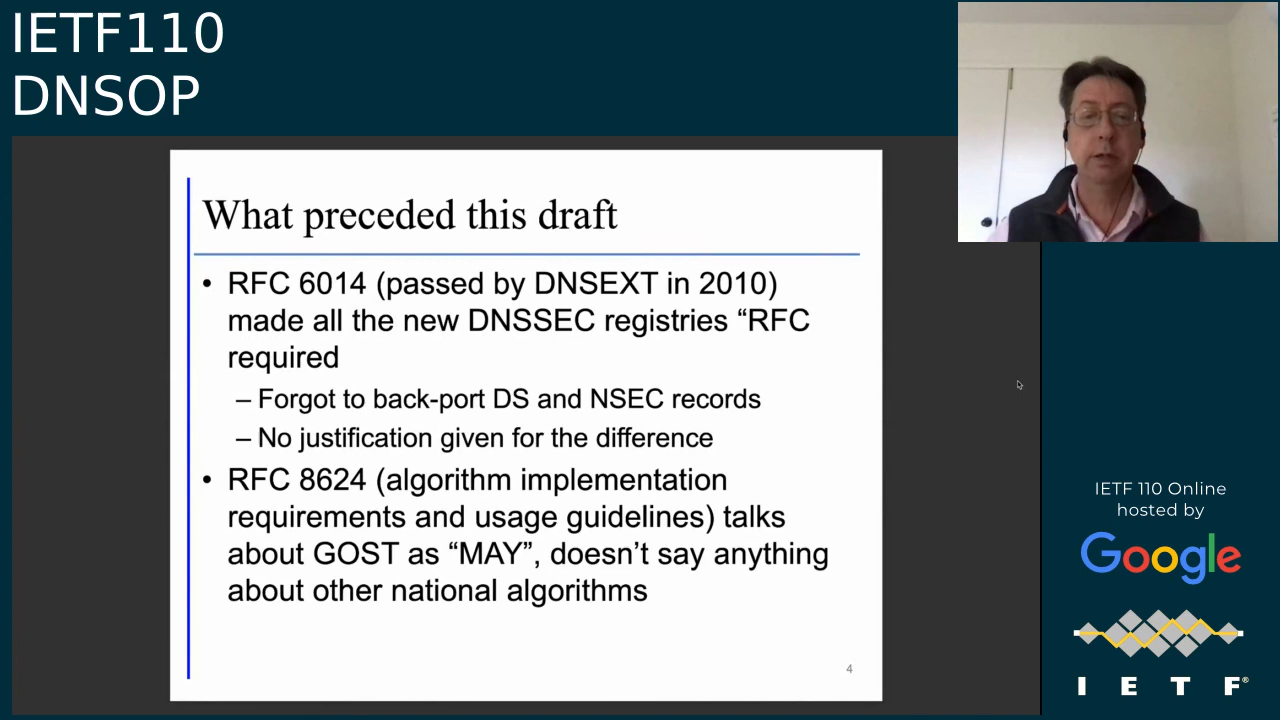 IETF110
DNSOP
What preceded this draft
• RFC 6014 (passed by DNSEXT in 2010)
made all the new DNSSEC registries “RFC
required
– Forgot to back-port DS and NSEC records
– No justification given for the difference
• RFC 8624 (algorithm implementation
requirements and usage guidelines) talks
about GOST as “MAY”, doesn’t say anything
about other national algorithms
4
IETF 110 Online
hosted by
Google
I E T F®